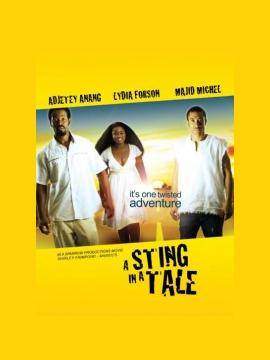 ADJETEY ANANG LYDIA FORSON MAJID MICHEL
it's one twisted
adventure
A STING
IN A TALE